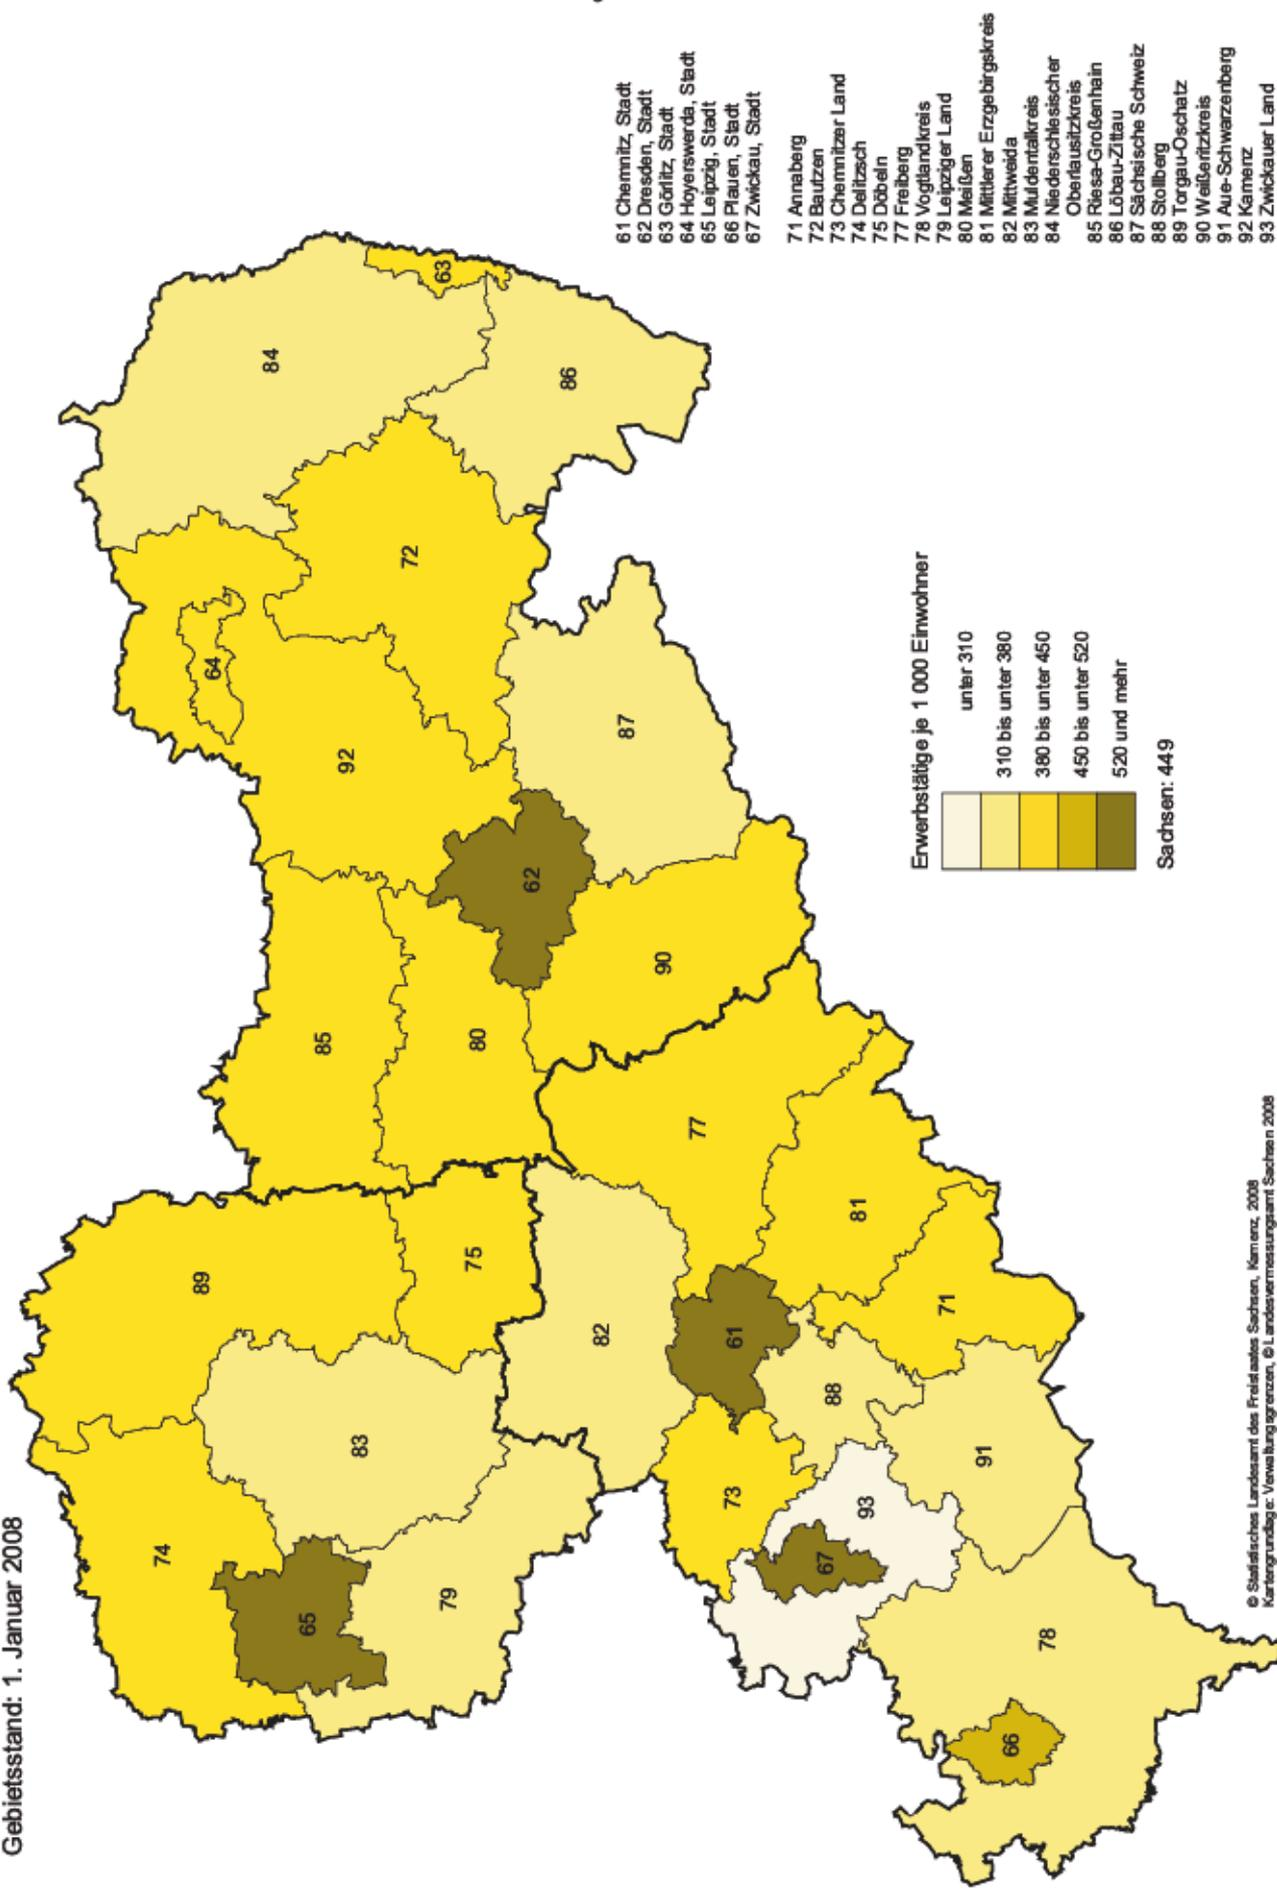 Gebietsstand: 1. Januar 2008
74
89
65
83
79
75
85
80
92
64
62
72
84
63
86
87
90
82
77
61
73
88
81
71
93
67
91
78
66
61 Chemnitz, Stadt
62 Dresden, Stadt
63 Görlitz, Stadt
64 Hoyerswerda, Stadt
65 Leipzig, Stadt
66 Plauen, Stadt
67 Zwickau, Stadt
71 Annaberg
72 Bautzen
73 Chemnitzer Land
74 Delitzsch
75 Döbeln
77 Freiberg
78 Vogtlandkreis
79 Leipziger Land
80 Meißen
81 Mittlerer Erzgebirgskreis
82 Mittweida
83 Muldentalkreis
84 Niederschlesischer
Oberlausitzkreis
85 Riesa-Großenhain
86 Löbau-Zittau
87 Sächsische Schweiz
88 Stollberg
89 Torgau-Oschatz
90 Weißeritzkreis
91 Aue-Schwarzenberg
92 Kamenz
93 Zwickauer Land
Erwerbstätige je 1 000 Einwohner
unter 310
310 bis unter 380
380 bis unter 450
450 bis unter 520
520 und mehr
Sachsen: 449
© Statistisches Landesamt des Freistaates Sachsen, Kamenz, 2008
Kartengrundlage: Verwaltungsgrenzen, © Landesvermessungsamt Sachsen 2008